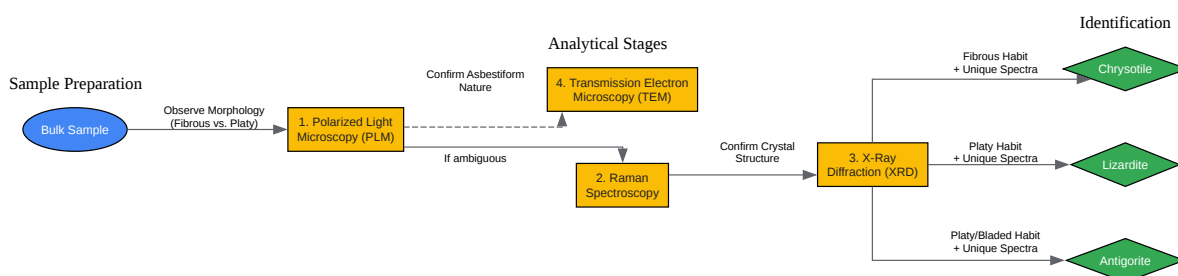 Identification
Analytical Stages
Sample Preparation
Bulk Sample
Observe Morphology
(Fibrous vs. Platy)
1. Polarized Light
Microscopy (PLM)
Confirm Asbestiform
Nature
4. Transmission Electron
Microscopy (TEM)
If ambiguous
2. Raman
Spectroscopy
Confirm Crystal
Structure
3. X-Ray
Diffraction (XRD)
Fibrous Habit
+ Unique Spectra
Chrysotile
Platy Habit
+ Unique Spectra
Lizardite
Platy/Bladed Habit
+ Unique Spectra
Antigorite